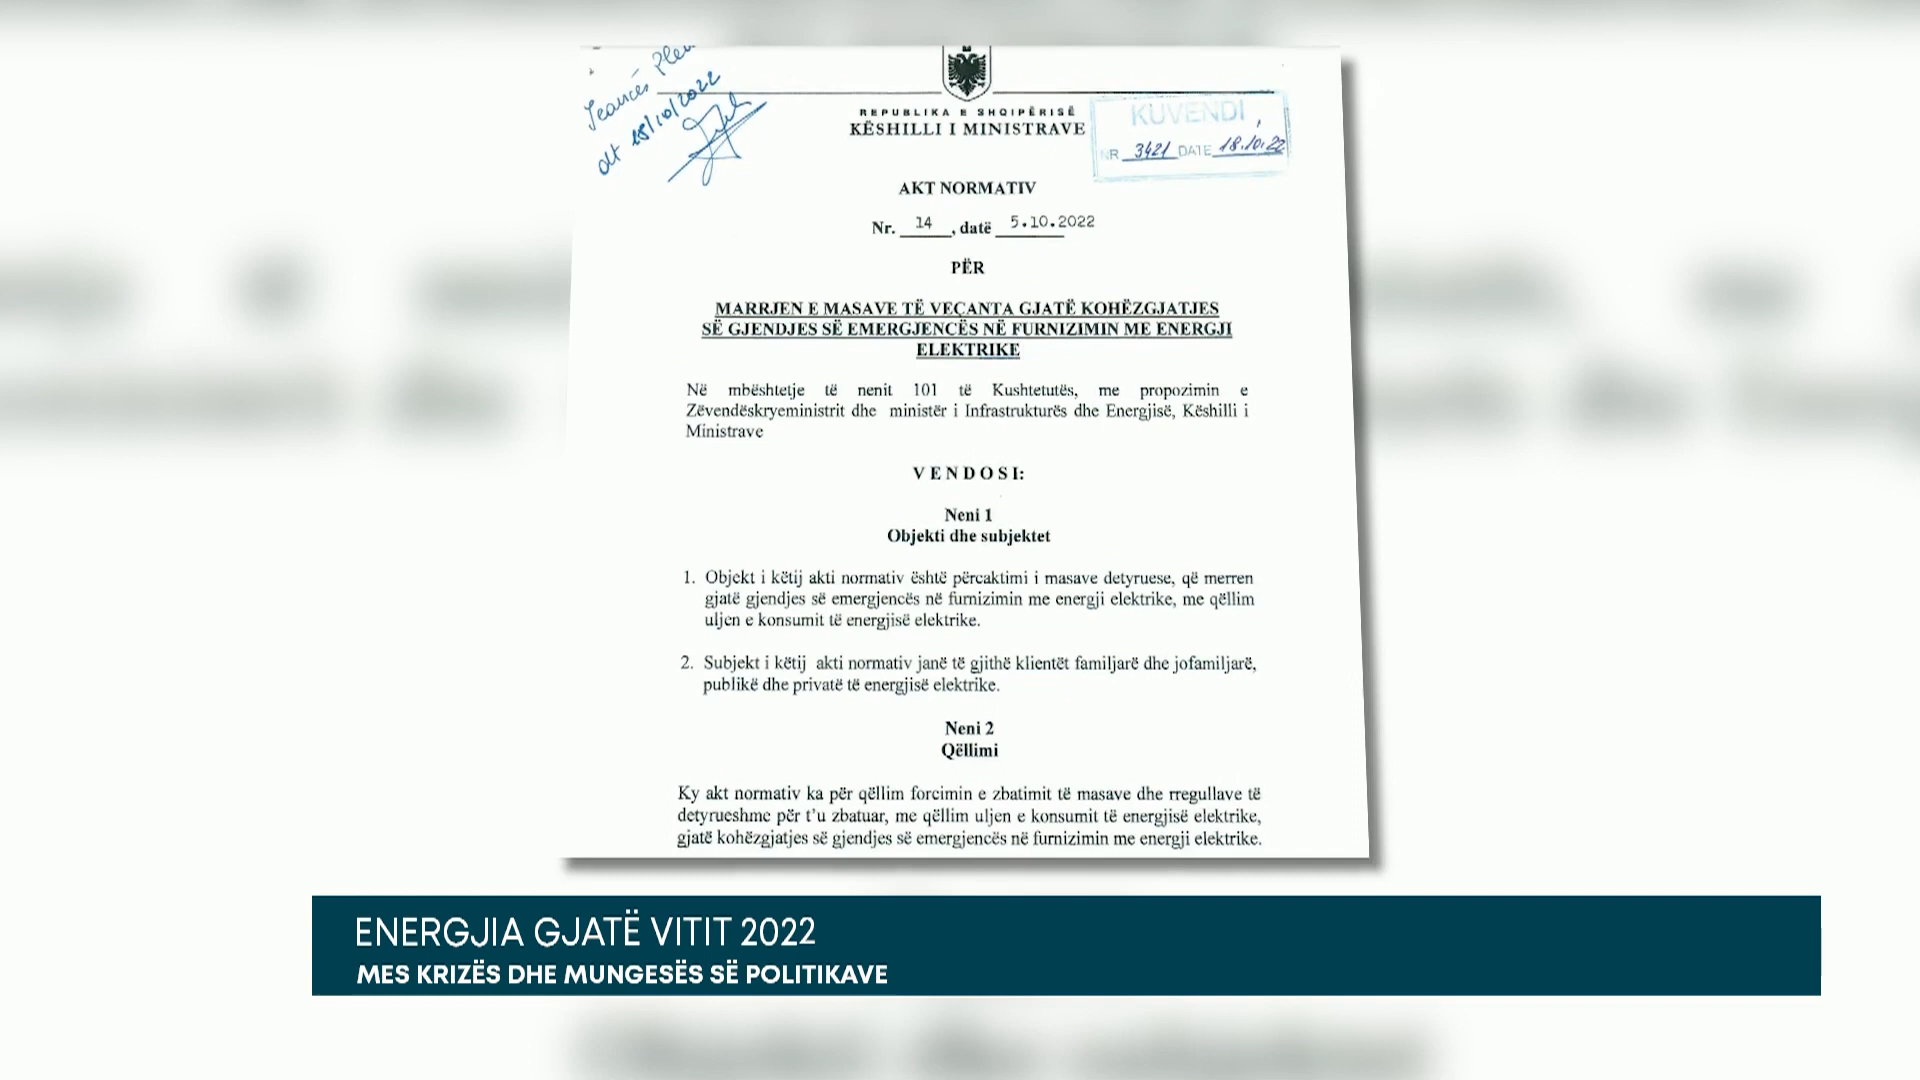 dt 18/10/2022
REPUBLIKA E SHQIPËRISË
KËSHILLI I MINISTRAVE
KUVENDI
NR 3421 DATE 18.10.22
AKT NORMATIV
Nr. 14, datë 5.10.2022
PËR
MARRJEN E MASAVE TË VEÇANTA GJATË KOHËZGJATJES
SË GJENDJES SË EMERGJENCËS NË FURNIZIMIN ME ENERGJI
ELEKTRIKE
Në mbështetje të nenit 101 të Kushtetutës, me propozimin e
Zëvendëskryeministrit dhe ministër i Infrastrukturës dhe Energjisë, Këshilli i
Ministrave
VENDOSI:
Neni 1
Objekti dhe subjektet
1. Objekt i këtij akti normativ është përcaktimi i masave detyruese, që merren
gjatë gjendjes së emergjencës në furnizimin me energji elektrike, me qëllim
uljen e konsumit të energjisë elektrike.
2. Subjekt i këtij akti normativ janë të gjithë klientët familjarë dhe jofamiljarë,
publikë dhe privatë të energjisë elektrike.
Neni 2
Qëllimi
Ky akt normativ ka për qëllim forcimin e zbatimit të masave dhe rregullave të
detyrueshme për t'u zbatuar, me qëllim uljen e konsumit të energjisë elektrike,
gjatë kohëzgjatjes së gjendjes së emergjencës në furnizimin me energji elektrike.
ENERGJIA GJATË VITIT 2022
MES KRIZËS DHE MUNGESËS SË POLITIKAVE